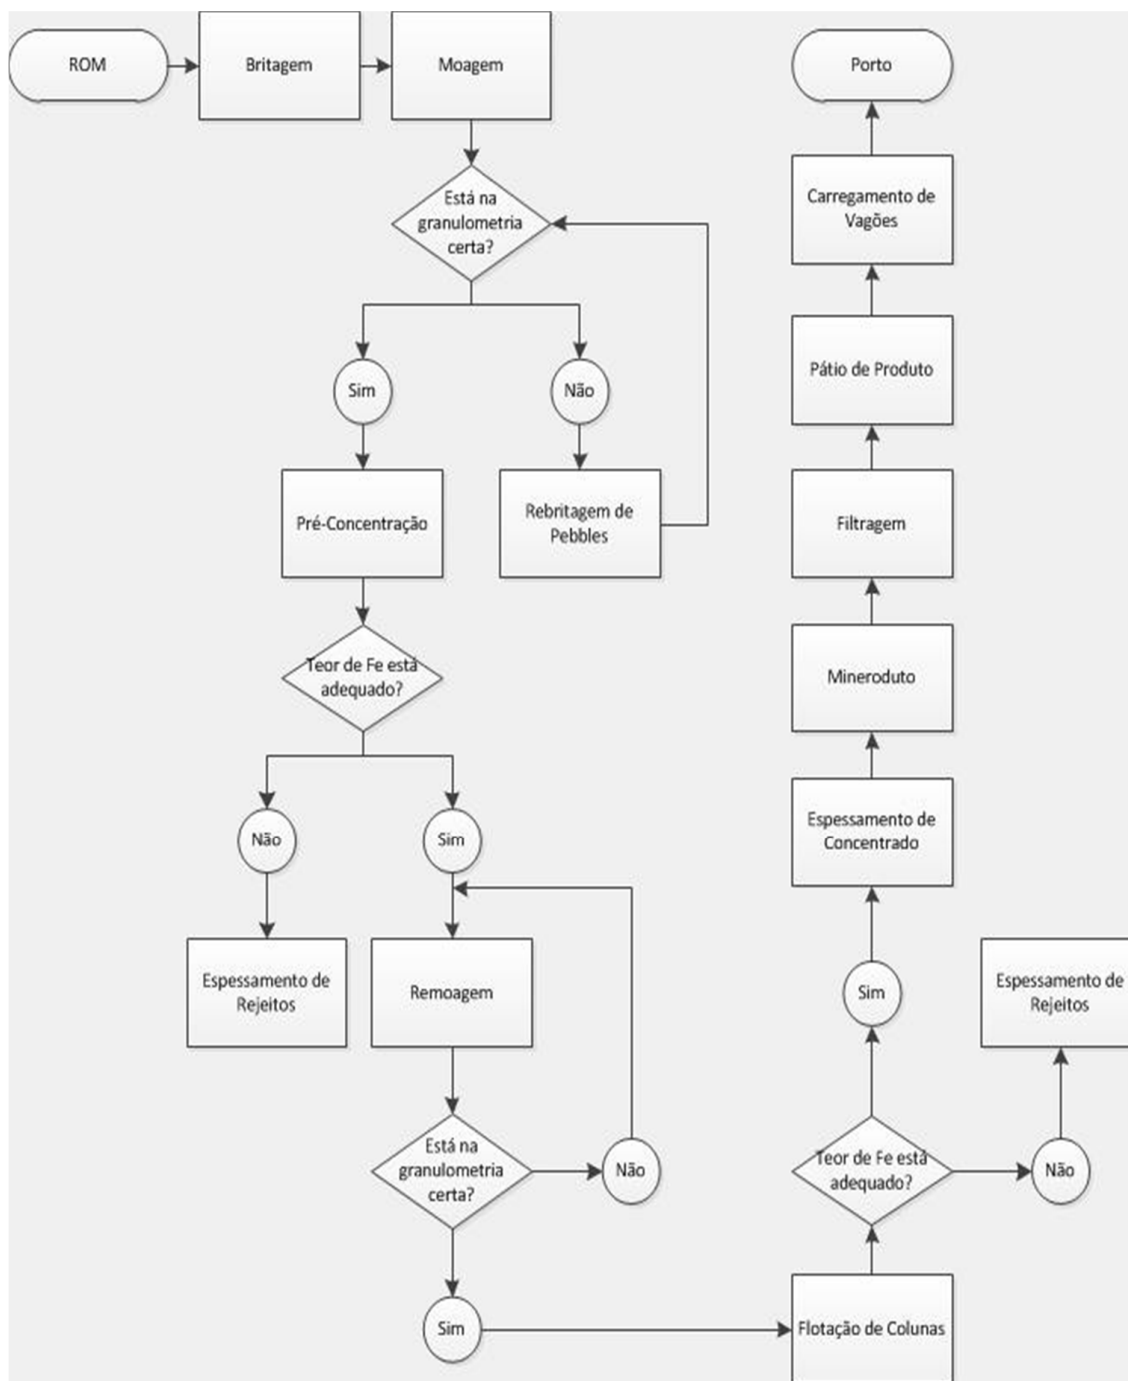 ROM
Britagem
Moagem
Está na
granulometria
certa?
Sim
Não
Pré-Concentração
Rebritagem de
Pebbles
Teor de Fe está
adequado?
Não
Sim
Espessamento de
Rejeitos
Remoagem
Está na
granulometria
certa?
Não
Sim
Flotação de Colunas
Teor de Fe está
adequado?
Não
Espessamento de
Rejeitos
Sim
Espessamento de
Concentrado
Mineroduto
Filtragem
Pátio de Produto
Carregamento de
Vagões
Porto